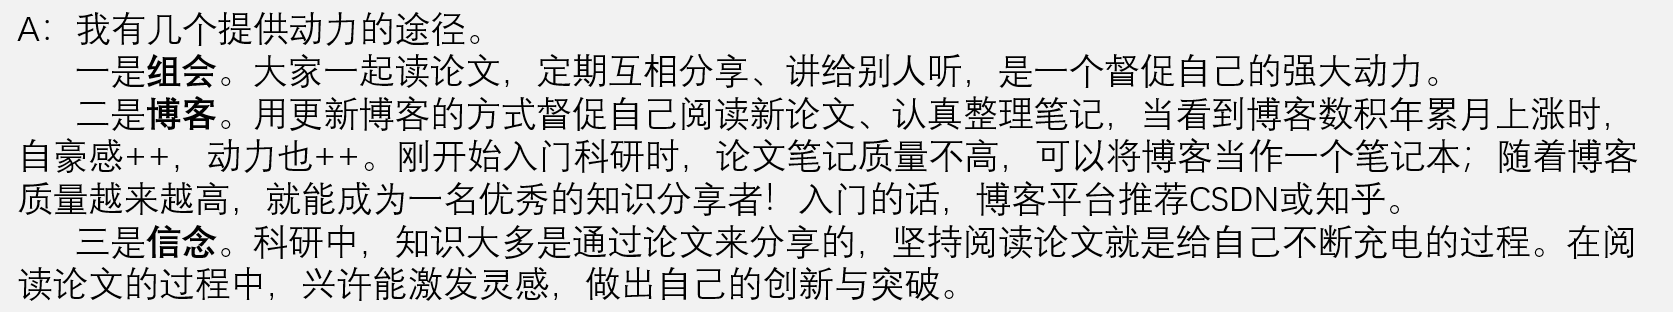 A：我有几个提供动力的途径。
一是组会。大家一起读论文，定期互相分享、讲给别人听，是一个督促自己的强大动力。
二是博客。用更新博客的方式督促自己阅读新论文、认真整理笔记，当看到博客数积年累月上涨时，
自豪感++，动力也++。刚开始入门科研时，论文笔记质量不高，可以将博客当作一个笔记本；随着博客
质量越来越高，就能成为一名优秀的知识分享者！入门的话，博客平台推荐CSDN或知乎。
三是信念。科研中，知识大多是通过论文来分享的，坚持阅读论文就是给自己不断充电的过程。在阅
读论文的过程中，兴许能激发灵感，做出自己的创新与突破。